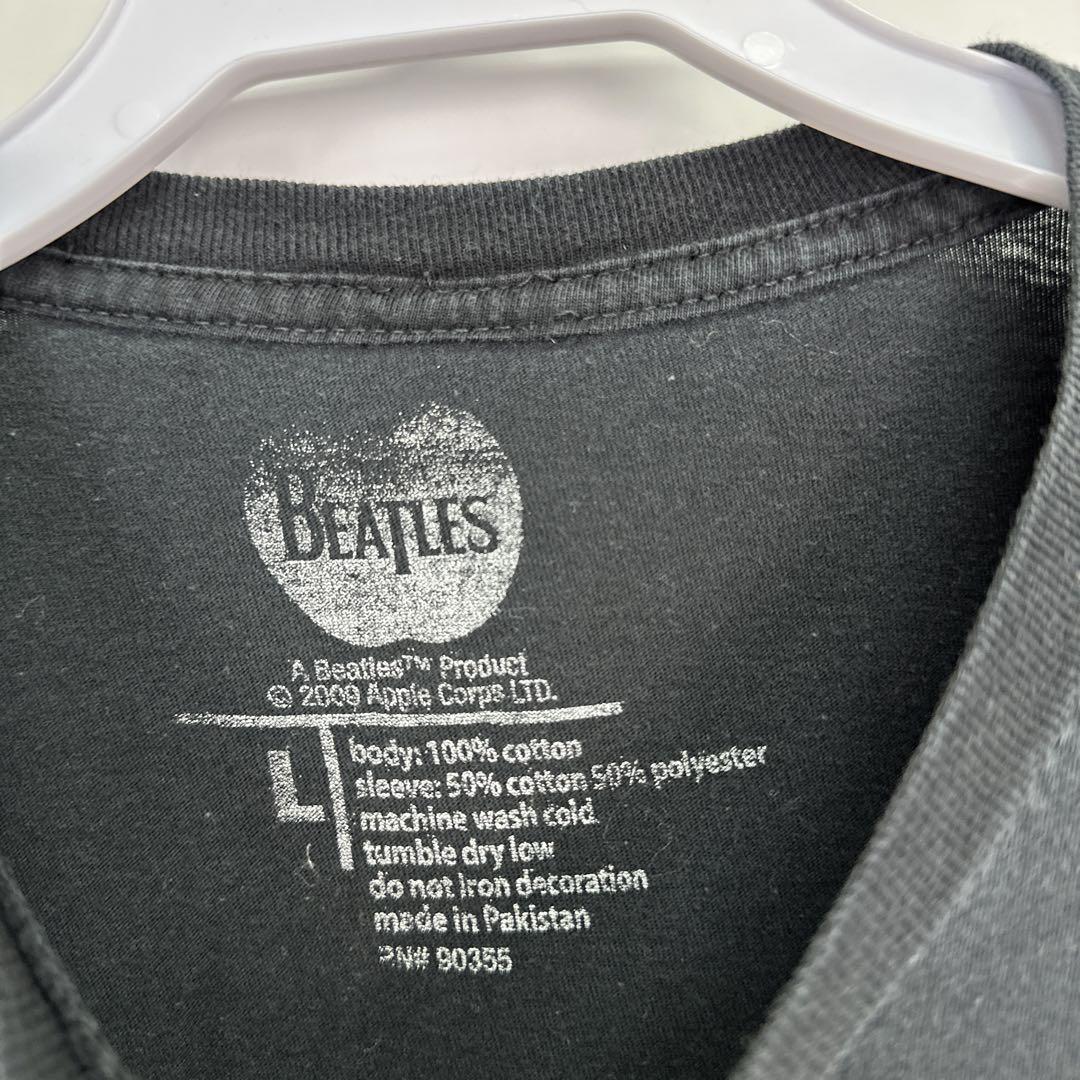 BEATLES
A Beatles™ Product
© 2009 Apple Corps LTD.
L
body: 100% cotton
sleeve: 50% cotton 50% polyester
machine wash cold
tumble dry low
do not iron decoration
made in Pakistan
RN# 90355